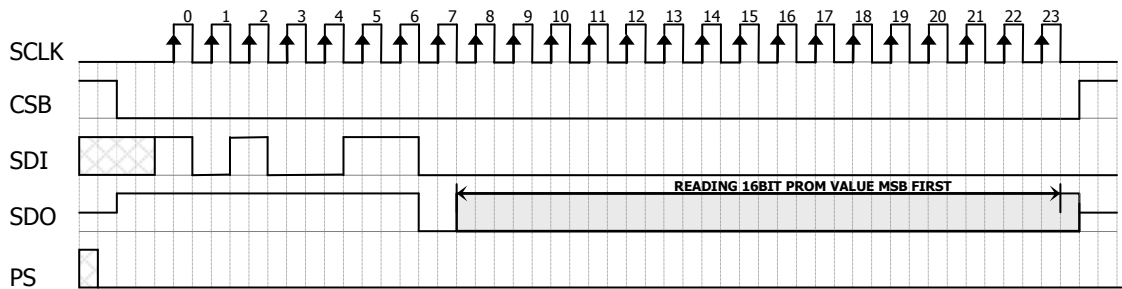 0 1 2 3 4 5 6 7 8 9 10 11 12 13 14 15 16 17 18 19 20 21 22 23
SCLK
CSB
SDI
READING 16BIT PROM VALUE MSB FIRST
SDO
PS